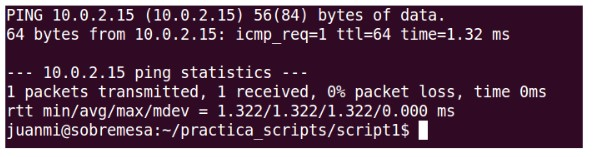 PING 10.0.2.15 (10.0.2.15) 56(84) bytes of data.
64 bytes from 10.0.2.15: icmp_req=1 ttl=64 time=1.32 ms
--- 10.0.2.15 ping statistics ---
1 packets transmitted, 1 received, 0% packet loss, time 0ms
rtt min/avg/max/mdev = 1.322/1.322/1.322/0.000 ms
juanmi@sobremesa:~/practica_scripts/script1$